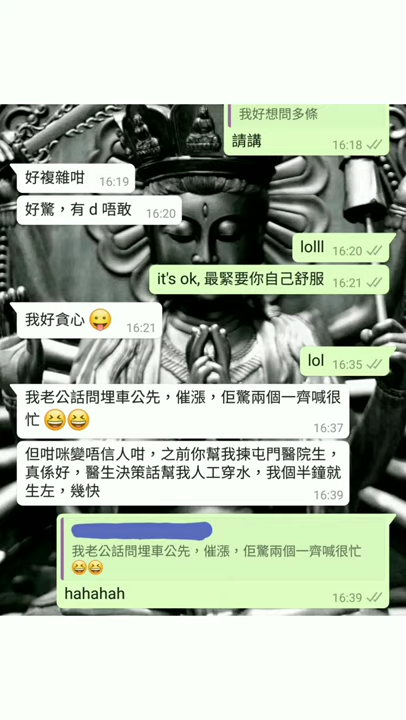 我好想問多條
請講
16:18
好複雜咁
16:19
好驚，有 d 唔敢
16:20
lolll
16:20
it's ok, 最緊要你自己舒服
16:21
我好貪心 😛
16:21
lol
16:35
我老公話問埋車公先，催漲，佢驚兩個一齊喊很
忙 😆😆
16:37
但咁咪變唔信人咁，之前你幫我揀屯門醫院生，
真係好，醫生決策話幫我人工穿水，我個半鐘就
生左，幾快
16:39
我老公話問埋車公先，催漲，佢驚兩個一齊喊很忙
😆😆
hahahah
16:39